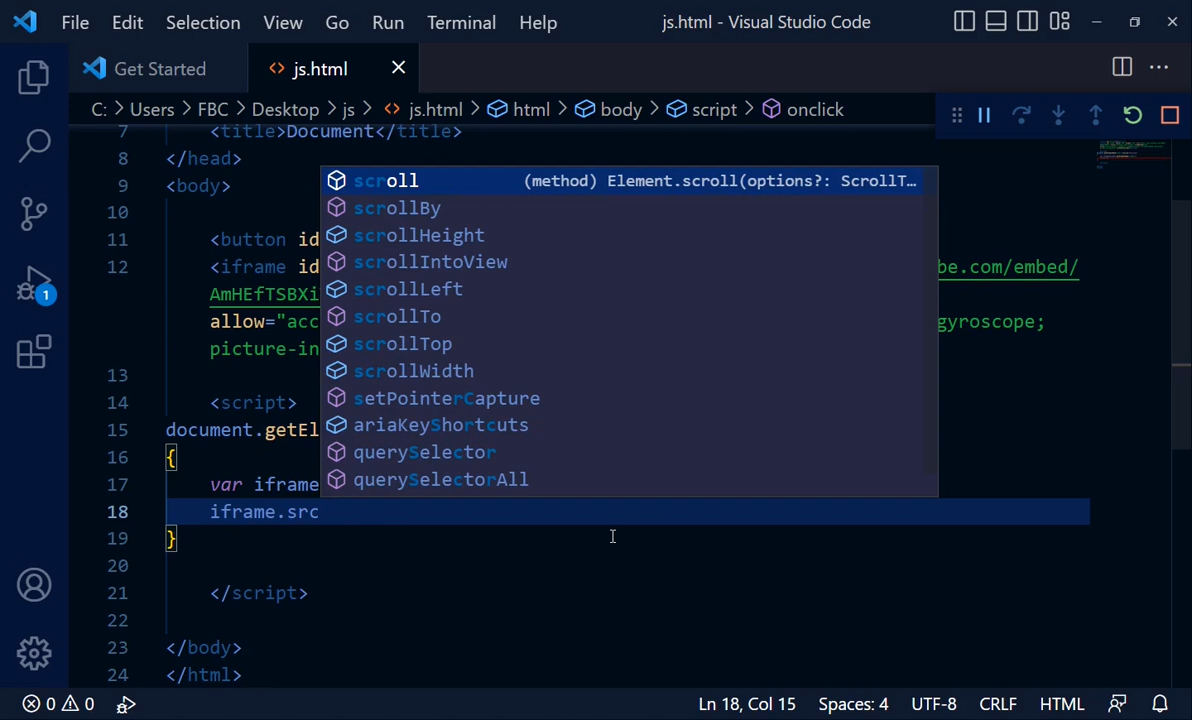 File Edit Selection View Go Run Terminal Help js.html - Visual Studio Code
Get Started js.html
C: > Users > FBC > Desktop > js > js.html > html > body > script > onclick
7 <title>Document</title>
8 </head>
9 <body>
10
11 <button id
12 <iframe id be.com/embed/
AmHEfTSBXi
allow="acc gyroscope;
picture-in
13
14 <script>
15 document.getEl
16 {
17 var iframe
18 iframe.src
19 }
20
21 </script>
22
23 </body>
24 </html>
scroll (method) Element.scroll(options?: ScrollT…
scrollBy
scrollHeight
scrollIntoView
scrollLeft
scrollTo
scrollTop
scrollWidth
setPointerCapture
ariaKeyShortcuts
querySelector
querySelectorAll
1
0 0 Ln 18, Col 15 Spaces: 4 UTF-8 CRLF HTML